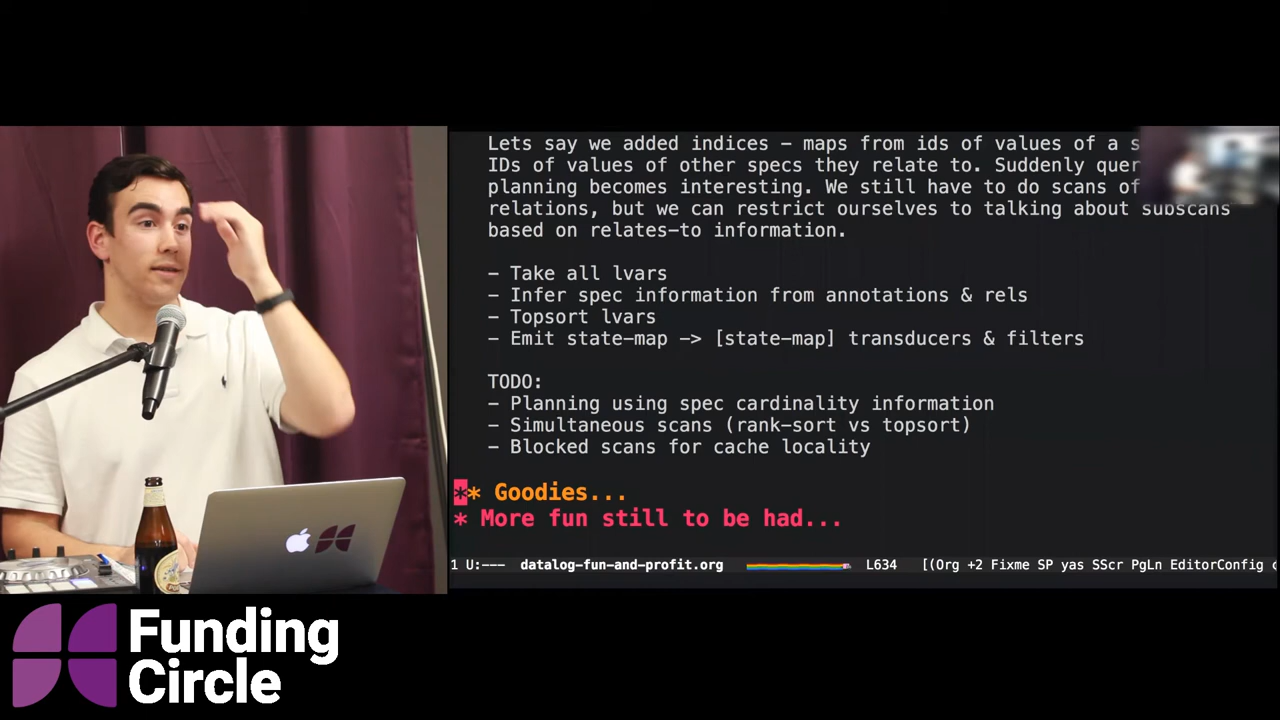 Lets say we added indices - maps from ids of values of a s
IDs of values of other specs they relate to. Suddenly quer
planning becomes interesting. We still have to do scans of
relations, but we can restrict ourselves to talking about subscans
based on relates-to information.
- Take all lvars
- Infer spec information from annotations & rels
- Topsort lvars
- Emit state-map -> [state-map] transducers & filters
TODO:
- Planning using spec cardinality information
- Simultaneous scans (rank-sort vs topsort)
- Blocked scans for cache locality
** Goodies...
* More fun still to be had...
1 U:--- datalog-fun-and-profit.org L634 [(Org +2 Fixme SP yas SScr PgLn EditorConfig
Funding
Circle